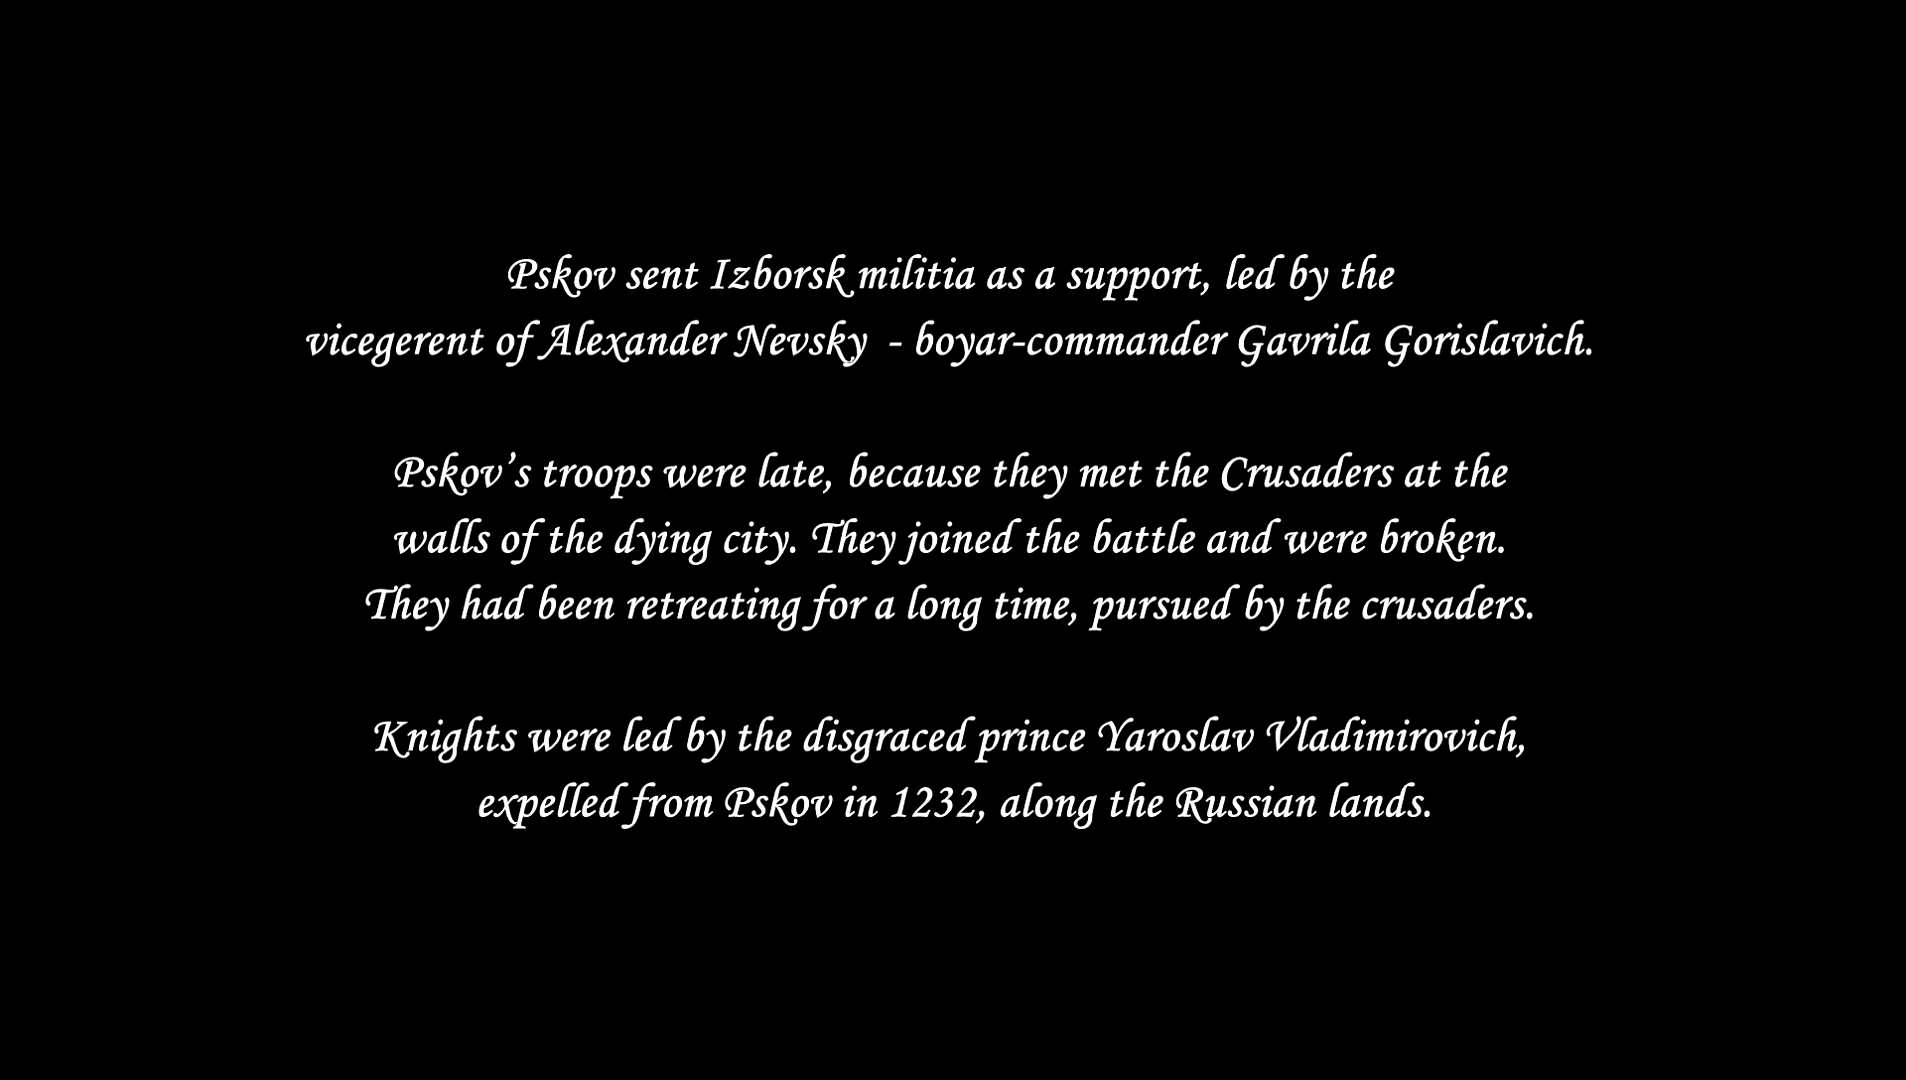 Pskov sent Izborsk militia as a support, led by the
vicegerent of Alexander Nevsky - boyar-commander Gavrila Gorislavich.
Pskov’s troops were late, because they met the Crusaders at the
walls of the dying city. They joined the battle and were broken.
They had been retreating for a long time, pursued by the crusaders.
Knights were led by the disgraced prince Yaroslav Vladimirovich,
expelled from Pskov in 1232, along the Russian lands.